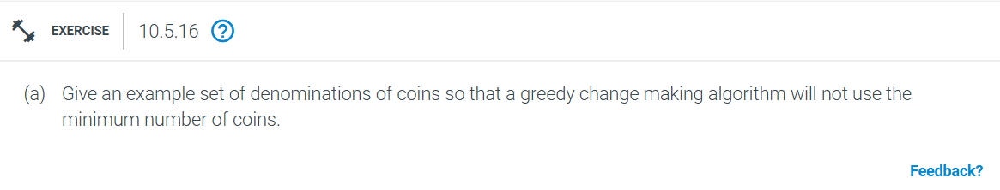 EXERCISE 10.5.16 ?
(a) Give an example set of denominations of coins so that a greedy change making algorithm will not use the
minimum number of coins.
Feedback?